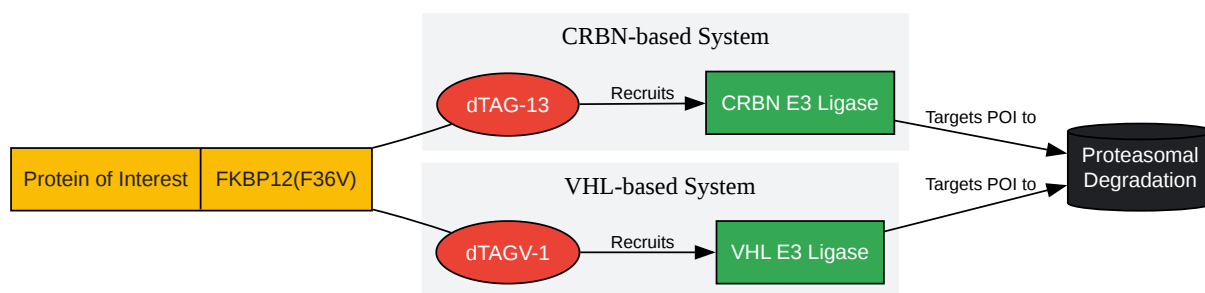 CRBN-based System
dTAG-13
Recruits
CRBN E3 Ligase
Targets POI to
Protein of Interest
FKBP12(F36V)
Proteasomal
Degradation
VHL-based System
Targets POI to
dTAGV-1
Recruits
VHL E3 Ligase